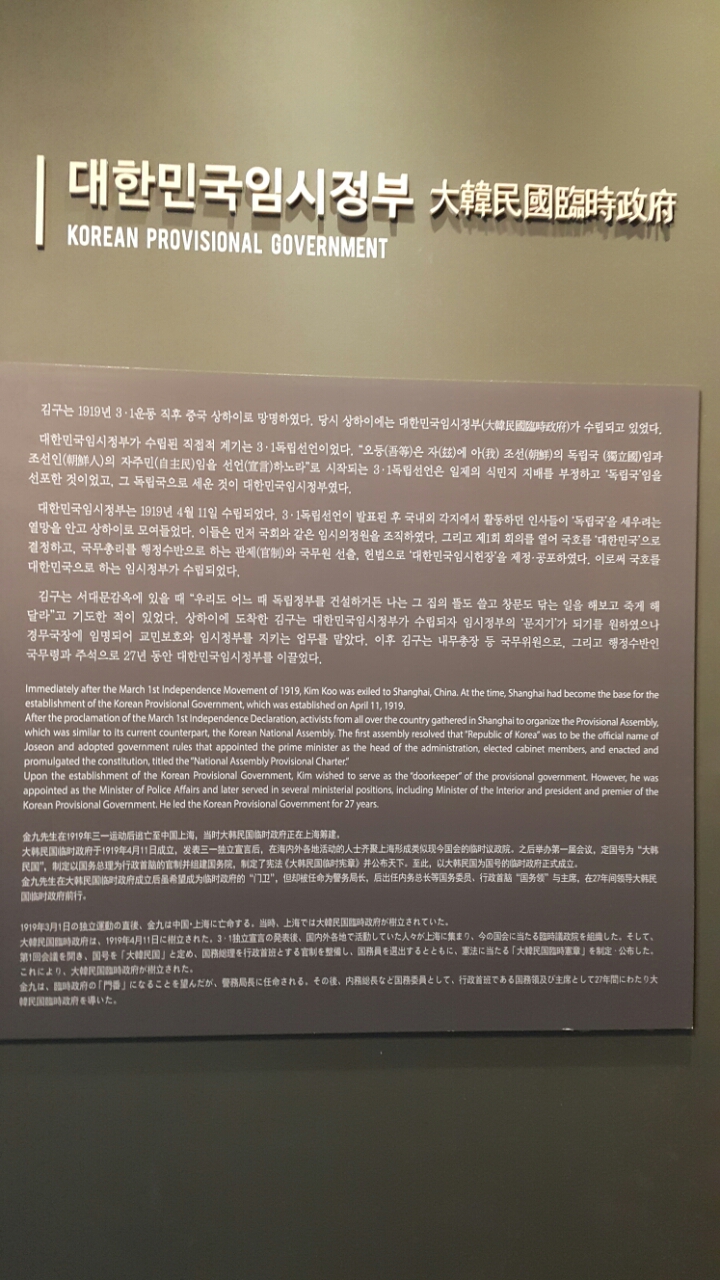 대한민국임시정부 大韓民國臨時政府
KOREAN PROVISIONAL GOVERNMENT
김구는 1919년 3·1운동 직후 중국 상하이로 망명하였다. 당시 상하이에는 대한민국임시정부(大韓民國臨時政府)가 수립되고 있었다.
대한민국임시정부가 수립된 직접적 계기는 3·1독립선언이었다. “오등(吾等)은 자(玆)에 아(我) 조선(朝鮮)의 독립국 (獨立國)임과
조선인(朝鮮人)의 자주민(自主民)임을 선언(宣言)하노라”로 시작되는 3·1독립선언은 일제의 식민지 지배를 부정하고 ‘독립국’임을
선포한 것이었고, 그 독립국으로 세운 것이 대한민국임시정부였다.
대한민국임시정부는 1919년 4월 11일 수립되었다. 3·1독립선언이 발표된 후 국내외 각지에서 활동하던 인사들이 ‘독립국’을 세우려는
열망을 안고 상하이로 모여들었다. 이들은 먼저 국회와 같은 임시의정원을 조직하였다. 그리고 제1회 회의를 열어 국호를 ‘대한민국’으로
결정하고, 국무총리를 행정수반으로 하는 관제(官制)와 국무원 선출, 헌법으로 ‘대한민국임시헌장’을 제정·공포하였다. 이로써 국호를
대한민국으로 하는 임시정부가 수립되었다.
김구는 서대문감옥에 있을 때 “우리도 어느 때 독립정부를 건설하거든 나는 그 집의 뜰도 쓸고 창문도 닦는 일을 해보고 죽게 해
달라”고 기도한 적이 있었다. 상하이에 도착한 김구는 대한민국임시정부가 수립되자 임시정부의 ‘문지기’가 되기를 원하였으나
경무국장에 임명되어 교민보호와 임시정부를 지키는 업무를 맡았다. 이후 김구는 내무총장 등 국무위원으로, 그리고 행정수반인
국무령과 주석으로 27년 동안 대한민국임시정부를 이끌었다.
Immediately after the March 1st Independence Movement of 1919, Kim Koo was exiled to Shanghai, China. At the time, Shanghai had become the base for the
establishment of the Korean Provisional Government, which was established on April 11, 1919.
After the proclamation of the March 1st Independence Declaration, activists from all over the country gathered in Shanghai to organize the Provisional Assembly,
which was similar to its current counterpart, the Korean National Assembly. The first assembly resolved that “Republic of Korea” was to be the official name of
Joseon and adopted government rules that appointed the prime minister as the head of the administration, elected cabinet members, and enacted and
promulgated the constitution, titled the “National Assembly Provisional Charter.”
Upon the establishment of the Korean Provisional Government, Kim wished to serve as the “doorkeeper” of the provisional government. However, he was
appointed as the Minister of Police Affairs and later served in several ministerial positions, including Minister of the Interior and president and premier of the
Korean Provisional Government. He led the Korean Provisional Government for 27 years.
金九先生在1919年三一运动后逃亡至中国上海，当时大韩民国临时政府正在上海筹建。
大韩民国临时政府于1919年4月11日成立，发表三一独立宣言后，在海内外各地活动的人士齐聚上海形成类似现今国会的临时议政院。之后举办第一届会议，定国号为“大韩
民国”，制定以国务总理为行政首脑的官制并组建国务院，制定了宪法《大韩民国临时宪章》并公布天下。至此，以大韩民国为国号的临时政府正式成立。
金九先生在大韩民国临时政府成立后虽希望成为临时政府的“门卫”，但却被任命为警务局长，后出任内务总长等国务委员、行政首脑“国务领”与主席，在27年间领导大韩民
国临时政府前行。
1919年3月1日の独立運動の直後、金九は中国·上海に亡命する。当時、上海では大韓民国臨時政府が樹立されていた。
大韓民国臨時政府は、1919年4月11日に樹立された。3·1独立宣言の発表後、国内外各地で活動していた人々が上海に集まり、今の国会に当たる臨時議政院を組織した。そして、
第1回会議を開き、国号を「大韓民国」と定め、国務総理を行政首班とする官制を整備し、国務員を選出するとともに、憲法に当たる「大韓民国臨時憲章」を制定·公布した。
これにより、大韓民国臨時政府が樹立された。
金九は、臨時政府の「門番」になることを望んだが、警務局長に任命される。その後、内務総長など国務委員として、行政首班である国務領及び主席として27年間にわたり大
韓民国臨時政府を導いた。